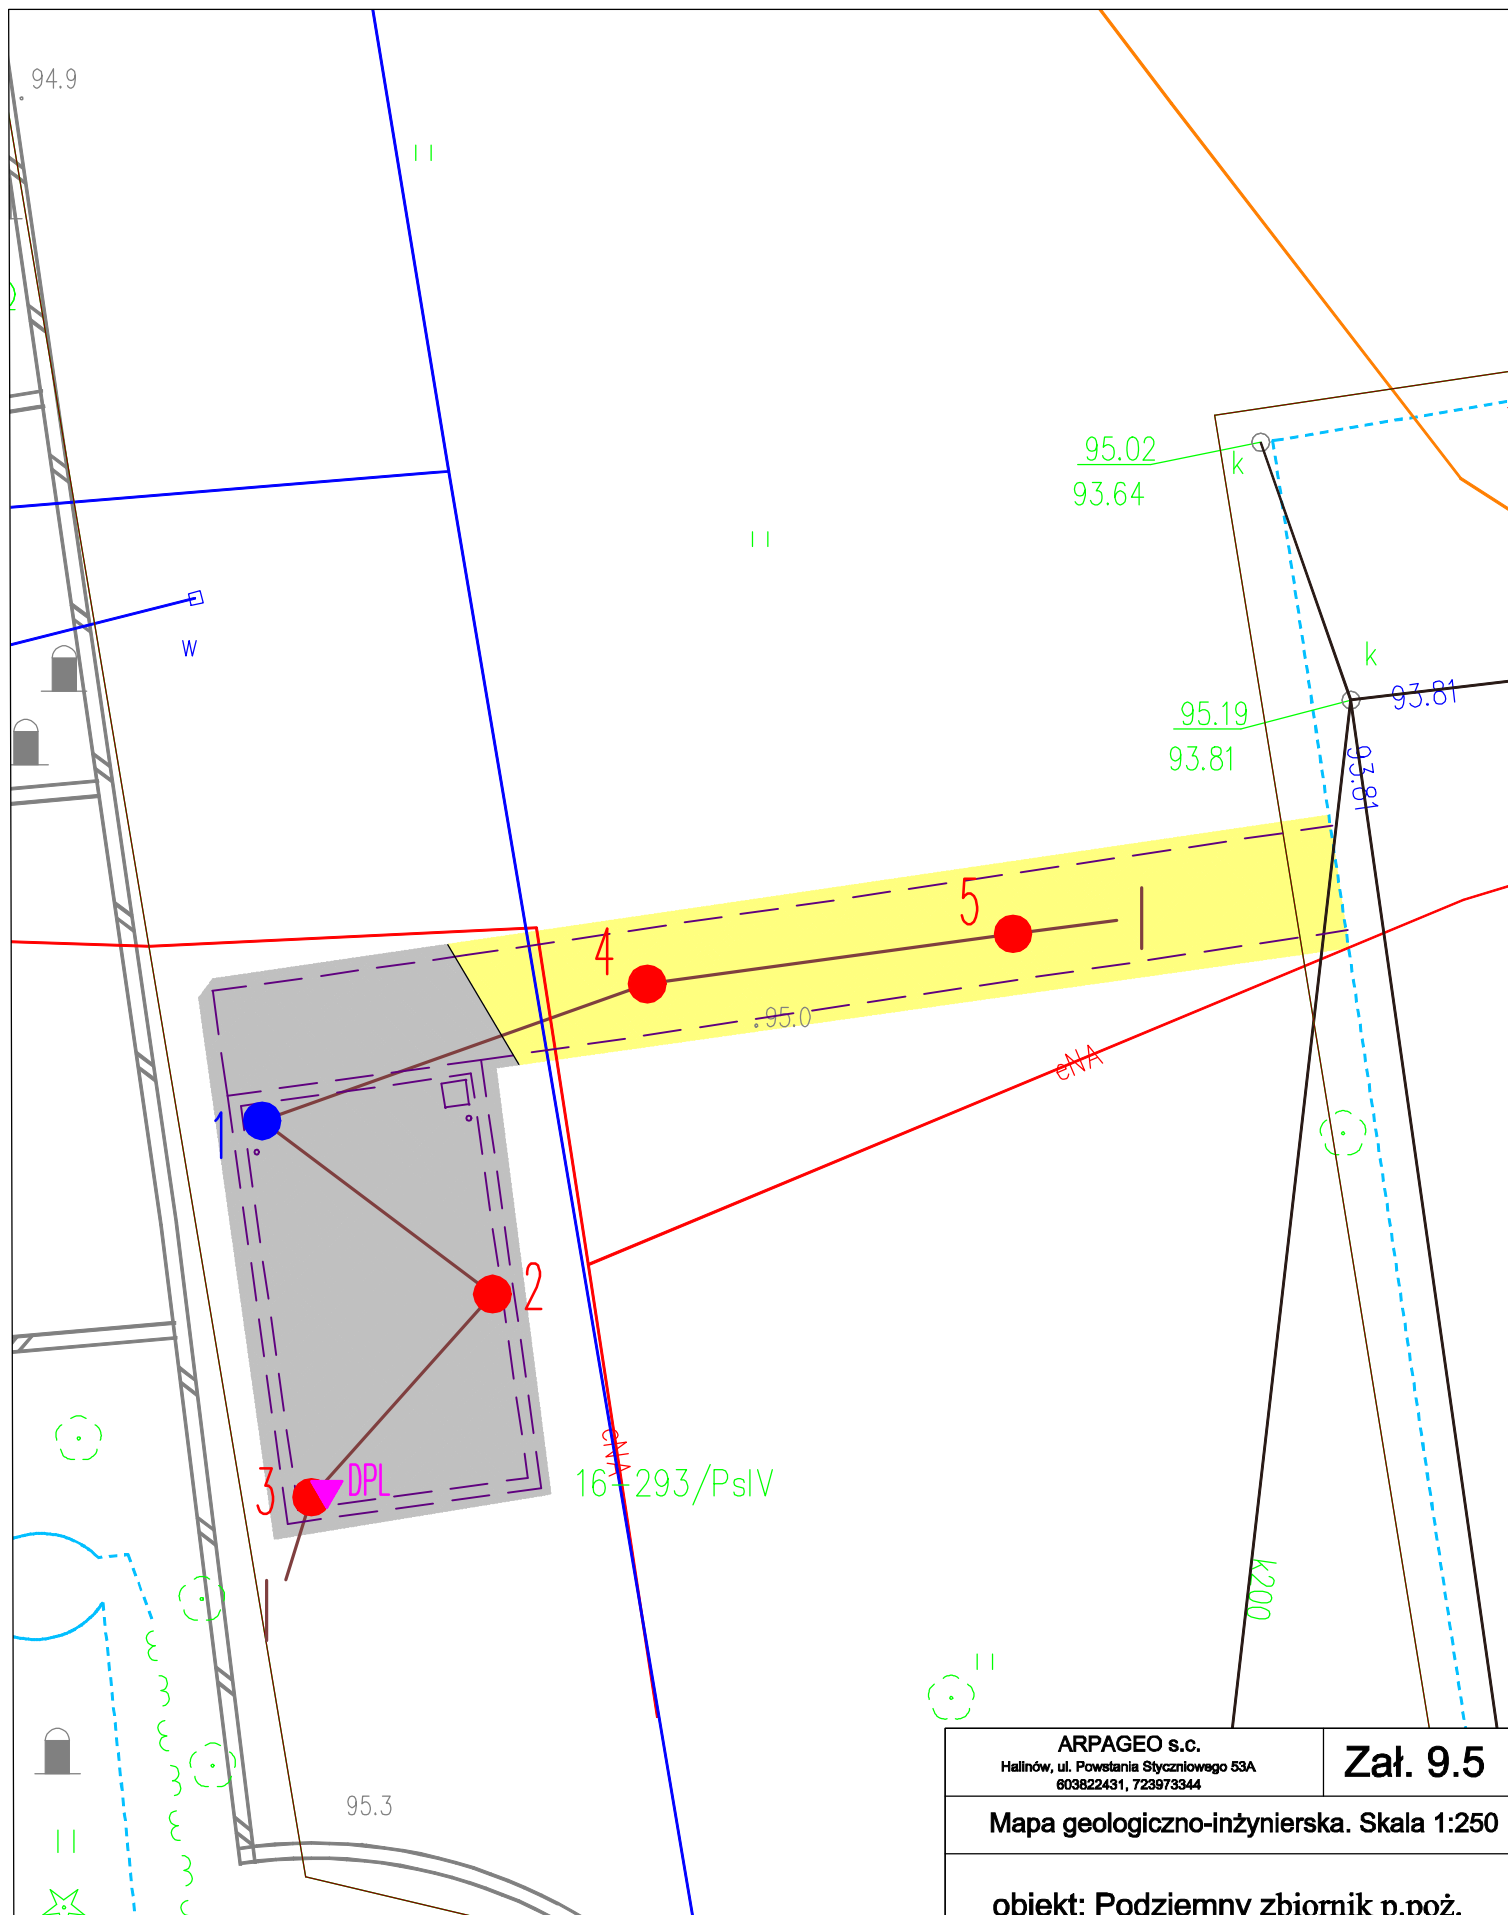 94.9
95.02
k
93.64
w
k
95.19
93.81
93.81
93.81
5
4
95.0
eNA
1
2
3
DPL
eNA
16-293/PsIV
k200
95.3
ARPAGEO s.c.
Halinów, ul. Powstania Styczniowego 53A
603822431, 723973344
Zał. 9.5
Mapa geologiczno-inżynierska. Skala 1:250
obiekt: Podziemny zbiornik p.poż.